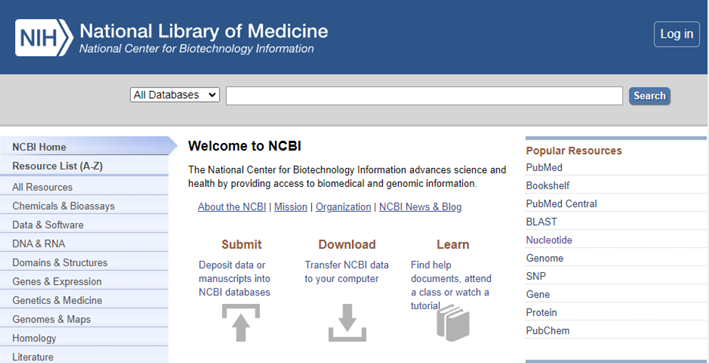 NIH National Library of Medicine
National Center for Biotechnology Information
Log in
All Databases
Search
NCBI Home
Resource List (A-Z)
All Resources
Chemicals & Bioassays
Data & Software
DNA & RNA
Domains & Structures
Genes & Expression
Genetics & Medicine
Genomes & Maps
Homology
Literature
Welcome to NCBI
The National Center for Biotechnology Information advances science and
health by providing access to biomedical and genomic information.
About the NCBI | Mission | Organization | NCBI News & Blog
Submit
Deposit data or
manuscripts into
NCBI databases
Download
Transfer NCBI data
to your computer
Learn
Find help
documents, attend
a class or watch a
tutorial
Popular Resources
PubMed
Bookshelf
PubMed Central
BLAST
Nucleotide
Genome
SNP
Gene
Protein
PubChem